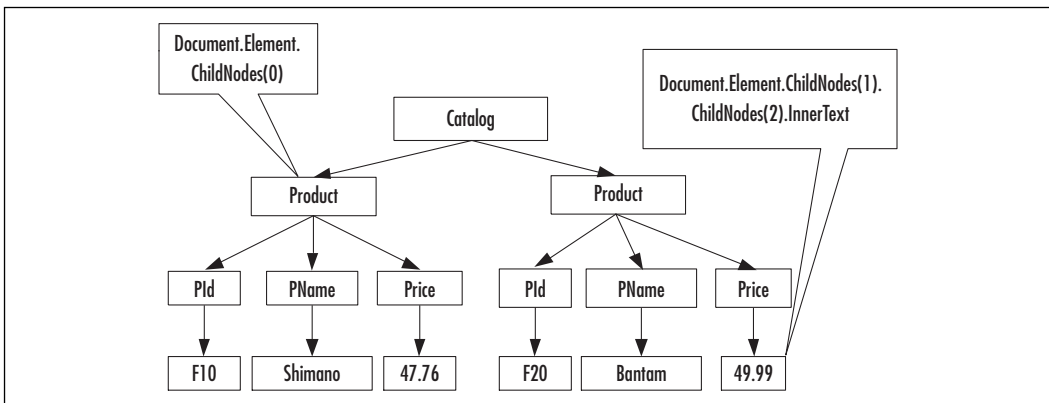 Document.Element.
ChildNodes(0)
Document.Element.ChildNodes(1).
ChildNodes(2).InnerText
Catalog
Product
Product
PId
PName
Price
PId
PName
Price
F10
Shimano
47.76
F20
Bantam
49.99